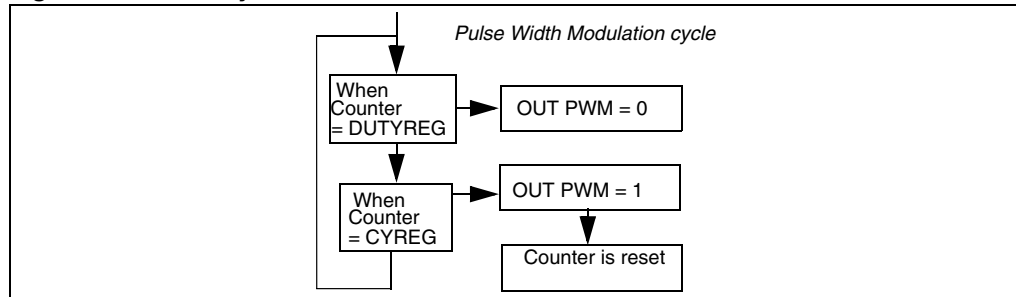 Pulse Width Modulation cycle
When
Counter
= DUTYREG
OUT PWM = 0
When
Counter
= CYREG
OUT PWM = 1
Counter is reset